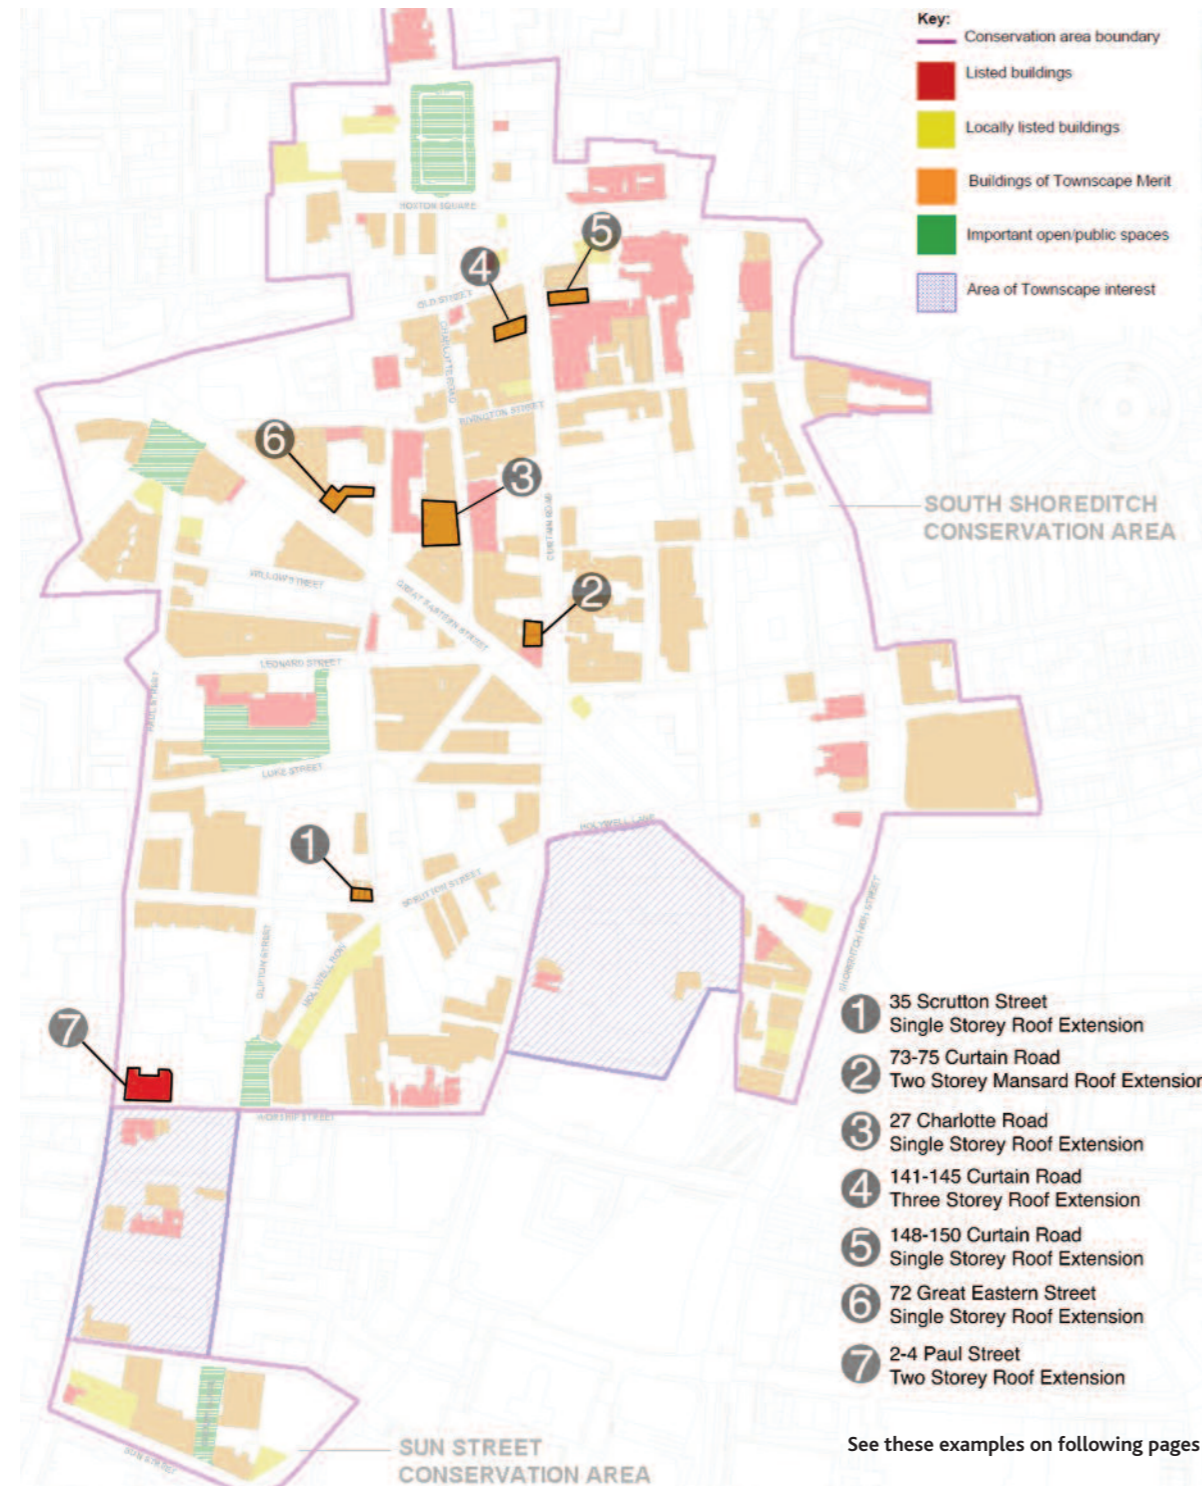 Key:
Conservation area boundary
Listed buildings
Locally listed buildings
Buildings of Townscape Merit
Important open/public spaces
Area of Townscape interest
HOXTON SQUARE
5
4
OLD STREET
CHARLOTTE ROAD
RIVINGTON STREET
6
3
CURTAIN ROAD
SOUTH SHOREDITCH
CONSERVATION AREA
WILLOW STREET
GREAT EASTERN STREET
2
LEONARD STREET
PAUL STREET
LUKE STREET
HOLYWELL LANE
1
SCRUTTON STREET
SHOREDITCH HIGH STREET
CLIFTON STREET
HOLYWELL ROW
7
WORSHIP STREET
1 35 Scrutton Street
Single Storey Roof Extension
2 73-75 Curtain Road
Two Storey Mansard Roof Extension
3 27 Charlotte Road
Single Storey Roof Extension
4 141-145 Curtain Road
Three Storey Roof Extension
5 148-150 Curtain Road
Single Storey Roof Extension
6 72 Great Eastern Street
Single Storey Roof Extension
7 2-4 Paul Street
Two Storey Roof Extension
SUN STREET
SUN STREET
CONSERVATION AREA
See these examples on following pages